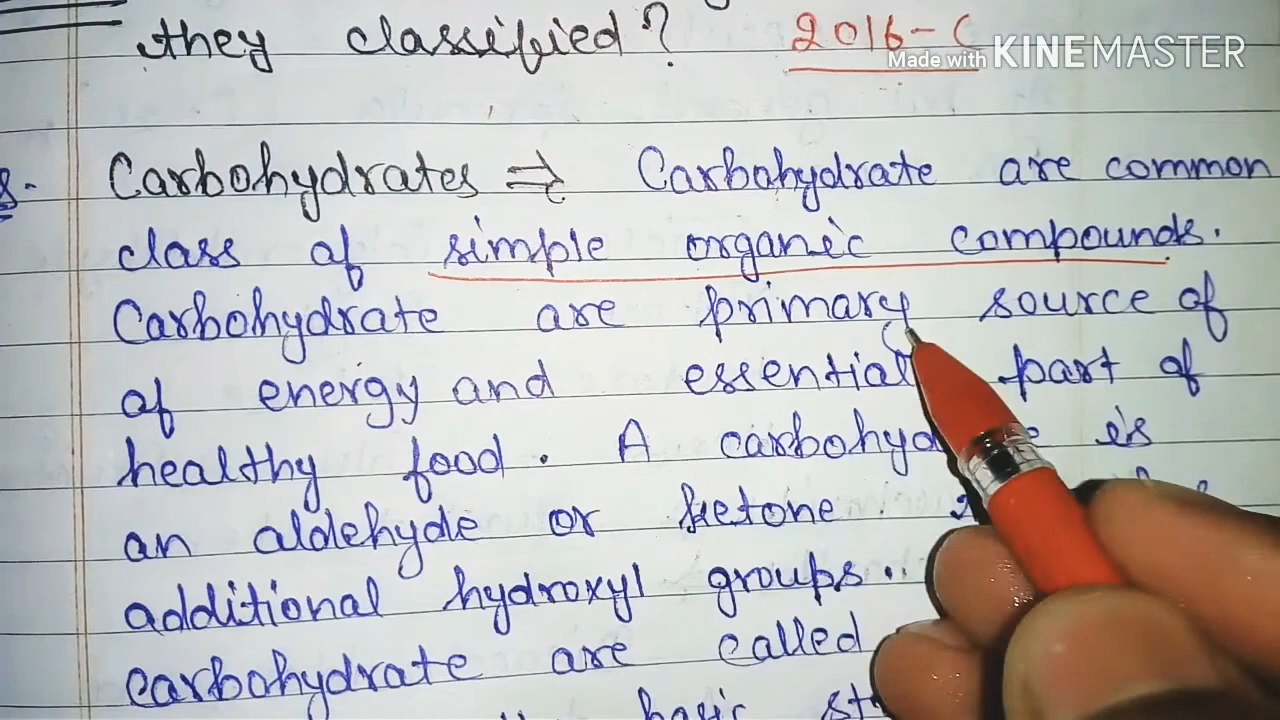 they classified? 2016-C
Made with KINEMASTER
Carbohydrates ⇒ Carbohydrate are common
class of simple organic compounds.
Carbohydrate are primary source of
of energy and essential part of
healthy food. A is
an aldehyde or ketone
additional hydroxyl groups.
carbohydrate are called
basic